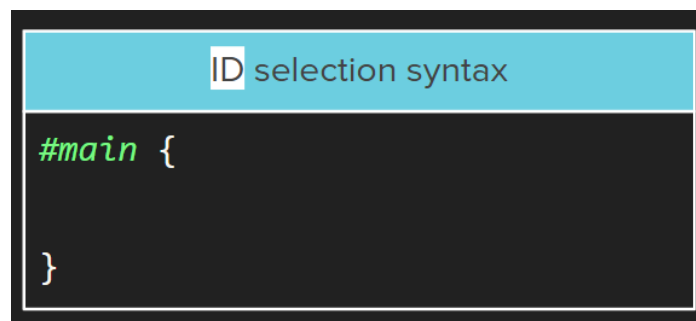 ID selection syntax
#main {
}